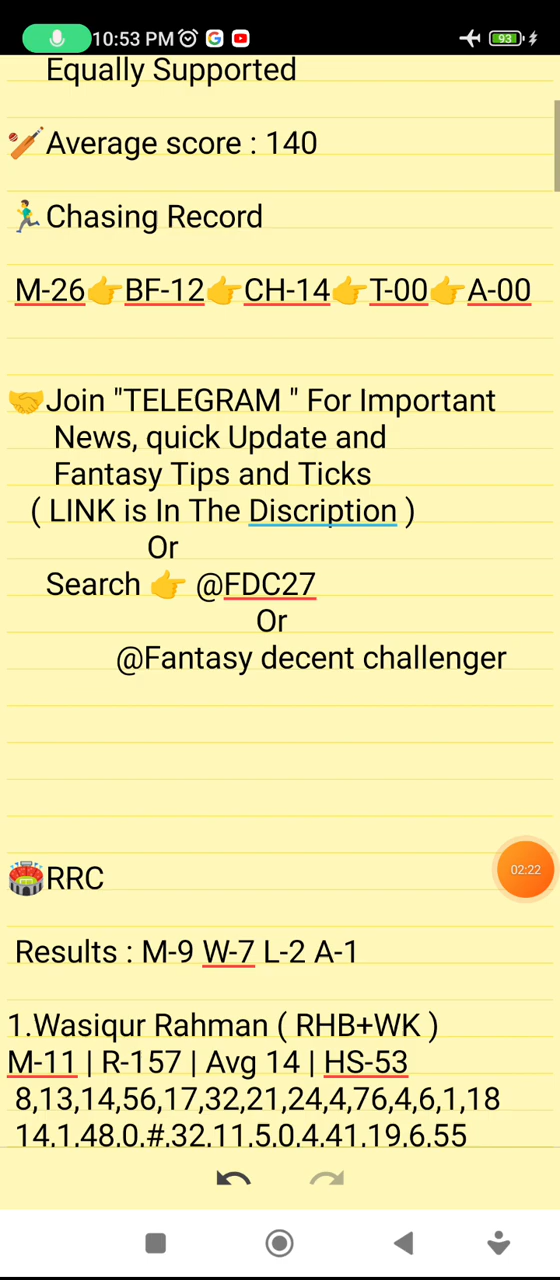 10:53 PM
93
Equally Supported
🏏Average score : 140
🏃‍♂️Chasing Record
M-26👉BF-12👉CH-14👉T-00👉A-00
🤝Join "TELEGRAM " For Important
News, quick Update and
Fantasy Tips and Ticks
( LINK is In The Discription )
Or
Search 👉 @FDC27
Or
@Fantasy decent challenger
🏟️RRC
02:22
Results : M-9 W-7 L-2 A-1
1.Wasiqur Rahman ( RHB+WK )
M-11 | R-157 | Avg 14 | HS-53
8,13,14,56,17,32,21,24,4,76,4,6,1,18
14,1,48,0,#,32,11,5,0,4,41,19,6,55